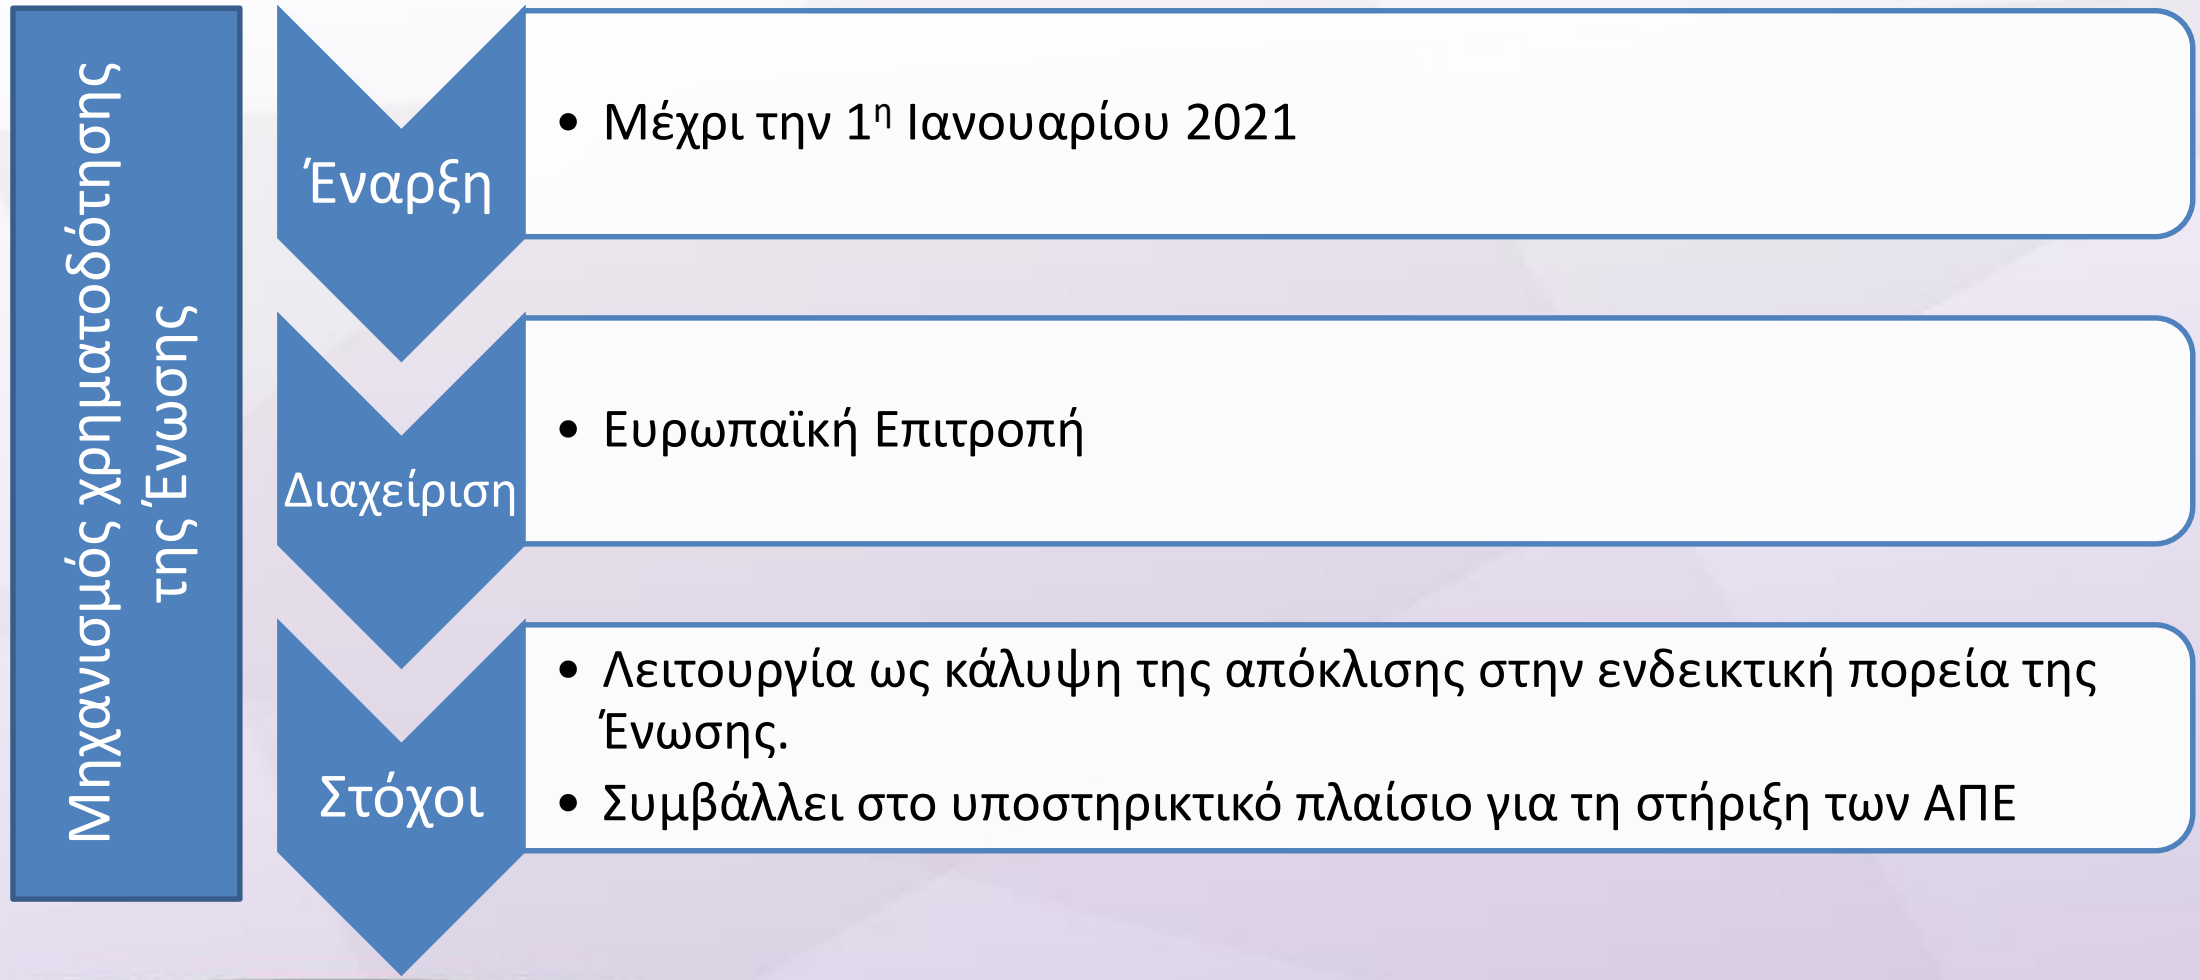 Μηχανισμός χρηματοδότησης
της Ένωσης
Έναρξη
• Μέχρι την 1η Ιανουαρίου 2021
Διαχείριση
• Ευρωπαϊκή Επιτροπή
Στόχοι
• Λειτουργία ως κάλυψη της απόκλισης στην ενδεικτική πορεία της
Ένωσης.
• Συμβάλλει στο υποστηρικτικό πλαίσιο για τη στήριξη των ΑΠΕ